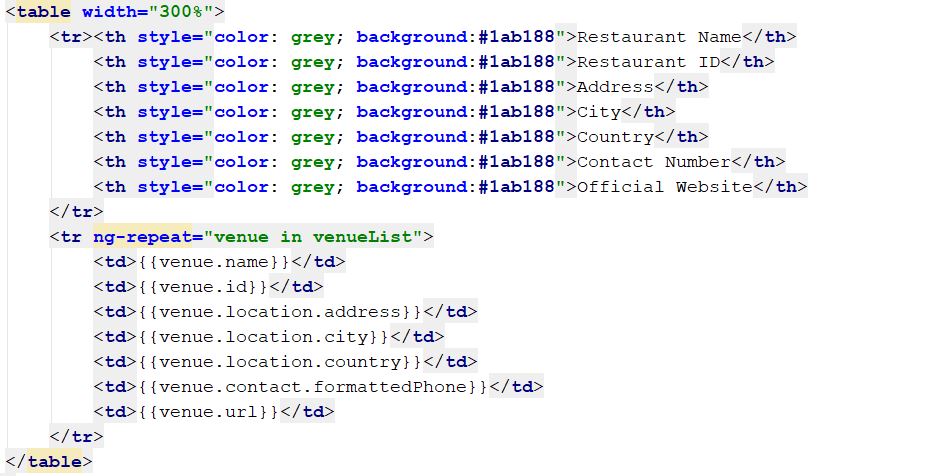 <table width="300%">
<tr><th style="color: grey; background:#1ab188">Restaurant Name</th>
<th style="color: grey; background:#1ab188">Restaurant ID</th>
<th style="color: grey; background:#1ab188">Address</th>
<th style="color: grey; background:#1ab188">City</th>
<th style="color: grey; background:#1ab188">Country</th>
<th style="color: grey; background:#1ab188">Contact Number</th>
<th style="color: grey; background:#1ab188">Official Website</th>
</tr>
<tr ng-repeat="venue in venueList">
<td>{{venue.name}}</td>
<td>{{venue.id}}</td>
<td>{{venue.location.address}}</td>
<td>{{venue.location.city}}</td>
<td>{{venue.location.country}}</td>
<td>{{venue.contact.formattedPhone}}</td>
<td>{{venue.url}}</td>
</tr>
</table>